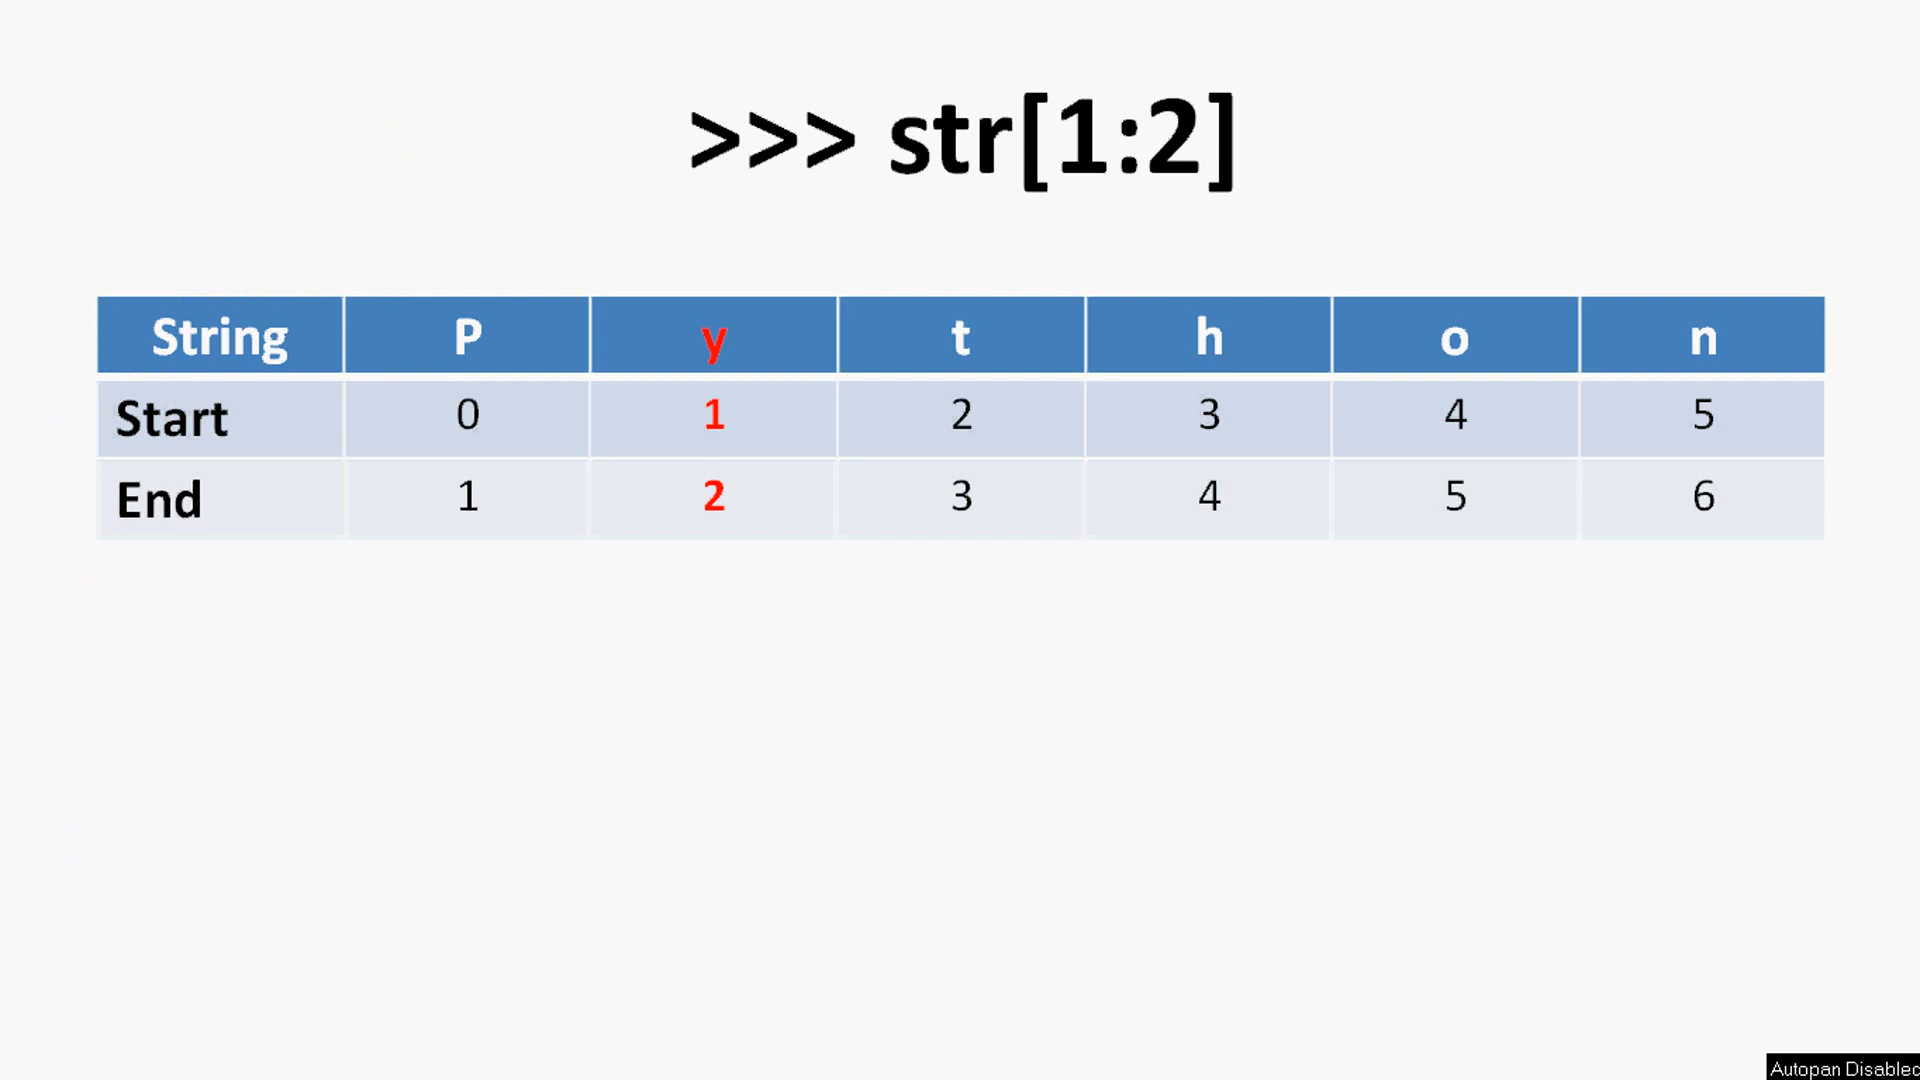 >>> str[1:2]
String P y t h o n
Start 0 1 2 3 4 5
End 1 2 3 4 5 6
Autopan Disabled